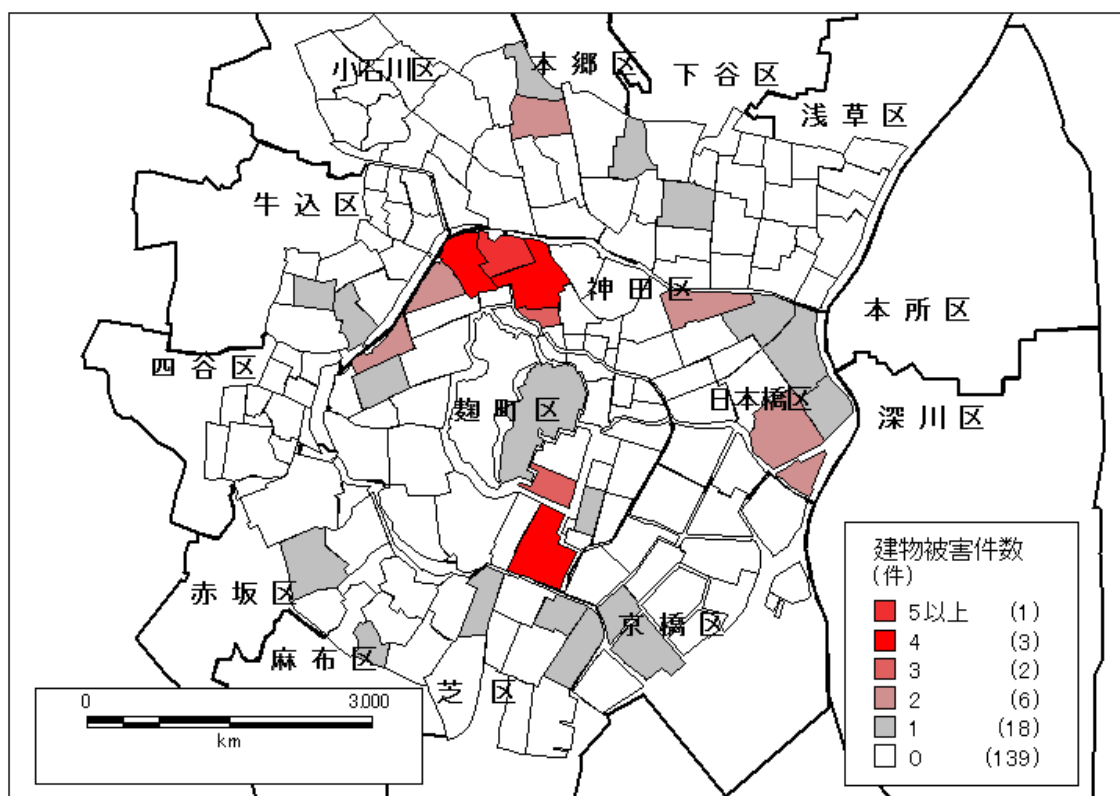 小石川区
本郷区
下谷区
浅草区
牛込区
神田区
本所区
四谷区
麹町区
日本橋区
深川区
赤坂区
京橋区
麻布区
芝区
建物被害件数
(件)
5以上 (1)
4 (3)
3 (2)
2 (6)
1 (18)
0 (139)
0 3.000
km